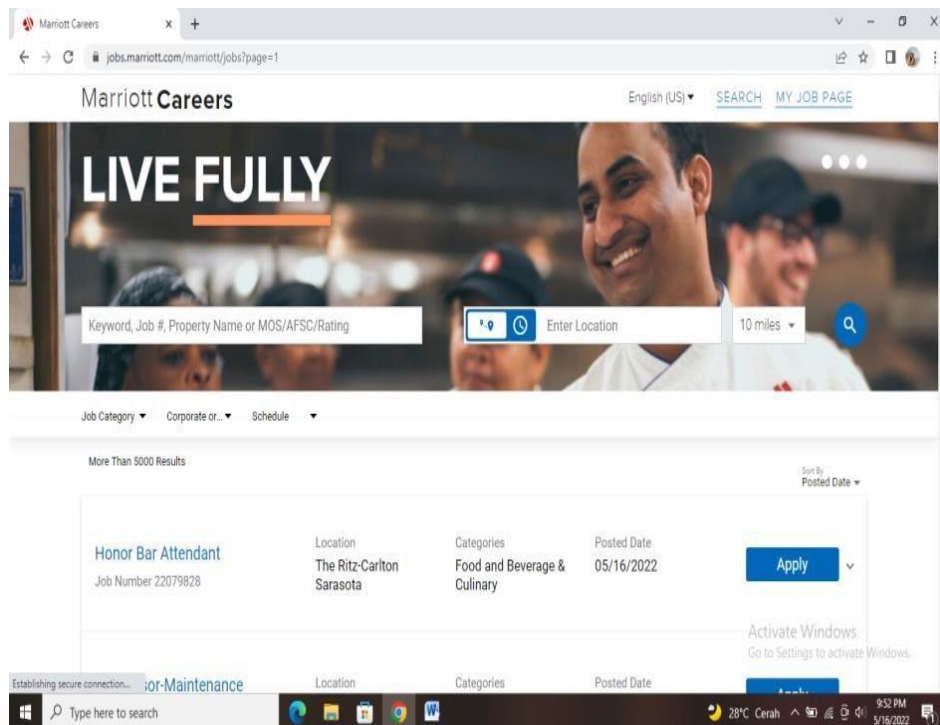 Marriott Careers
jobs.marriott.com/marriott/jobs?page=1
Marriott Careers
English (US)
SEARCH
MY JOB PAGE
LIVE FULLY
Keyword, Job #, Property Name or MOS/AFSC/Rating
Enter Location
10 miles
Job Category
Corporate or...
Schedule
More Than 5000 Results
Sort By
Posted Date
Honor Bar Attendant
Job Number 22079828
Location
The Ritz-Carlton
Sarasota
Categories
Food and Beverage &
Culinary
Posted Date
05/16/2022
Apply
Activate Windows
Go to Settings to activate Windows.
Establishing secure connection...
sor-Maintenance
Location
Categories
Posted Date
Apply
Type here to search
28°C Cerah
9:52 PM
5/16/2022